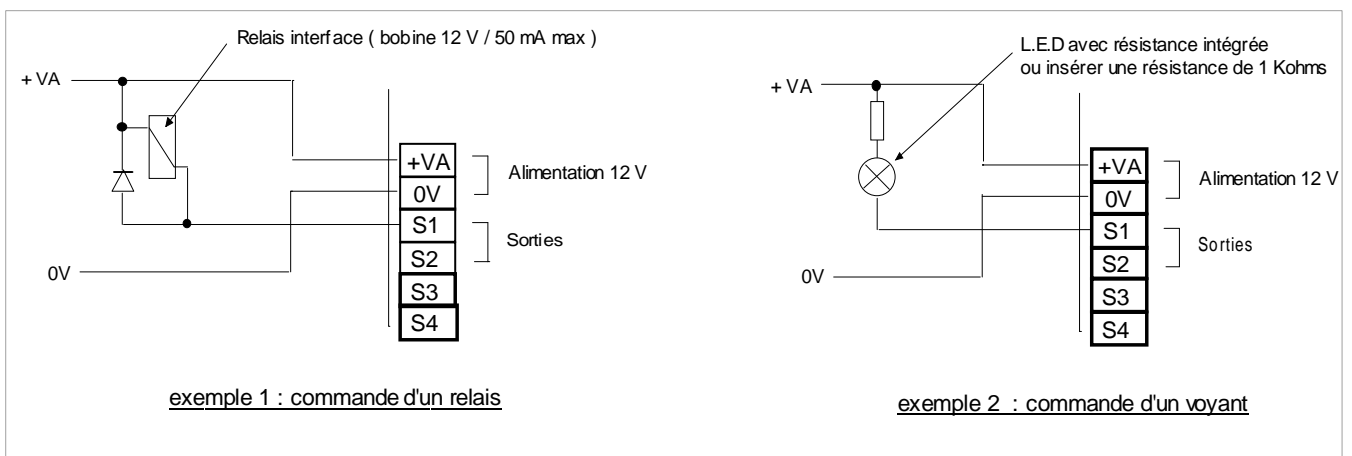 Relais interface ( bobine 12 V / 50 mA max )
+ VA
+VA
0V
S1
S2
S3
S4
Alimentation 12 V
Sorties
0V
exemple 1 : commande d'un relais
L.E.D avec résistance intégrée
ou insérer une résistance de 1 Kohms
+ VA
+VA
0V
S1
S2
S3
S4
Alimentation 12 V
Sorties
0V
exemple 2 : commande d'un voyant